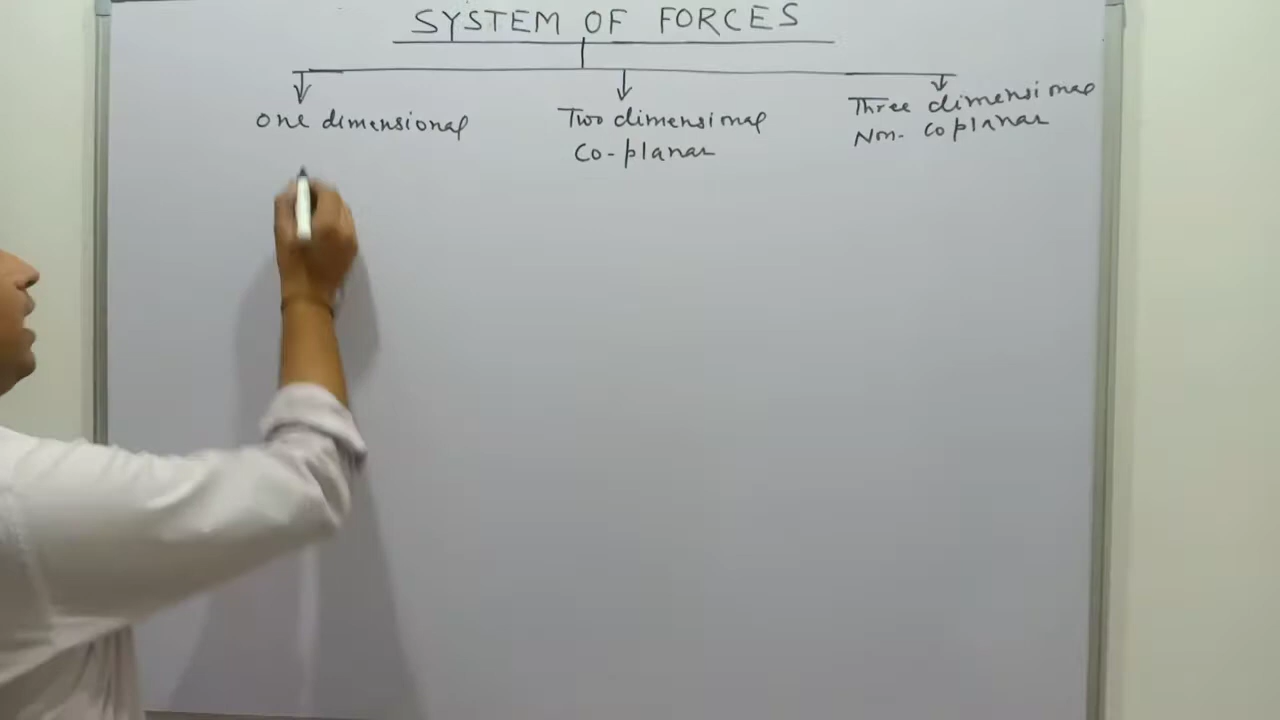 SYSTEM OF FORCES
One dimensional
Two dimensional
Co-planar
Three dimensional
Non-Coplanar